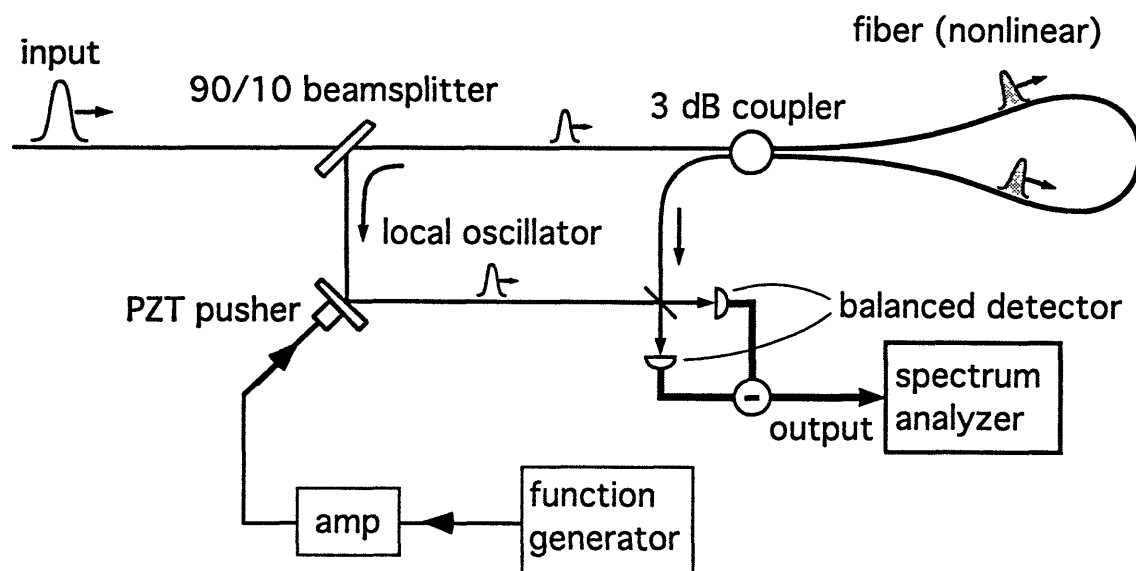 fiber (nonlinear)
input
90/10 beamsplitter
3 dB coupler
local oscillator
PZT pusher
balanced detector
-
spectrum
analyzer
output
function
generator
amp